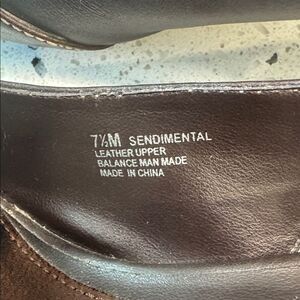 7½M SENDIMENTAL
LEATHER UPPER
BALANCE MAN MADE
MADE IN CHINA